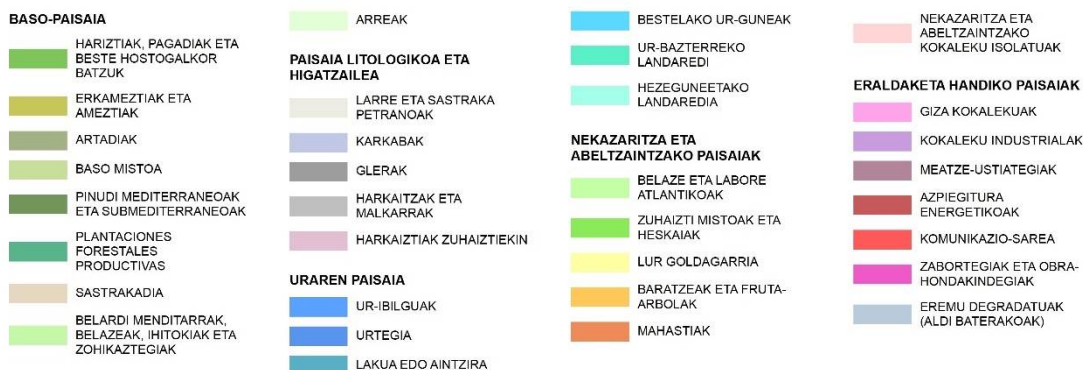 BASO-PAISAIA
HARIZTIAK, PAGADIAK ETA
BESTE HOSTOGALKOR
BATZUK
ERKAMEZTIAK ETA
AMEZTIAK
ARTADIAK
BASO MISTOA
PINUDI MEDITERRANEOAK
ETA SUBMEDITERRANEOAK
PLANTACIONES
FORESTALES
PRODUCTIVAS
SASTRAKADIA
BELARDI MENDITARRAK,
BELAZEAK, IHITOKIAK ETA
ZOHIKAZTEGIAK
ARREAK
PAISAIA LITOLOGIKOA ETA
HIGATZAILEA
LARRE ETA SASTRAKA
PETRANOAK
KARKABAK
GLERAK
HARKAITZAK ETA
MALKARRAK
HARKAIZTIAK ZUHAIZTIEKIN
URAREN PAISAIA
UR-IBILGUAK
URTEGIA
LAKUA EDO AINTZIRA
BESTELAKO UR-GUNEAK
UR-BAZTERREKO
LANDAREDI
HEZEGUNEETAKO
LANDAREDIA
NEKAZARITZA ETA
ABELTZAINTZAKO PAISAIAK
BELAZE ETA LABORE
ATLANTIKOAK
ZUHAIZTI MISTOAK ETA
HESKAIAK
LUR GOLDAGARRIA
BARATZEAK ETA FRUTA-
ARBOLAK
MAHASTIAK
NEKAZARITZA ETA
ABELTZAINTZAKO
KOKALEKU ISOLATUAK
ERALDAKETA HANDIKO PAISAIAK
GIZA KOKALEKUAK
KOKALEKU INDUSTRIALAK
MEATZE-USTIATEGIAK
AZPIEGITURA
ENERGETIKOAK
KOMUNIKAZIO-SAREA
ZABORTEGIAK ETA OBRA-
HONDAKINDEGIAK
EREMU DEGRADATUAK
(ALDI BATERAKOAK)